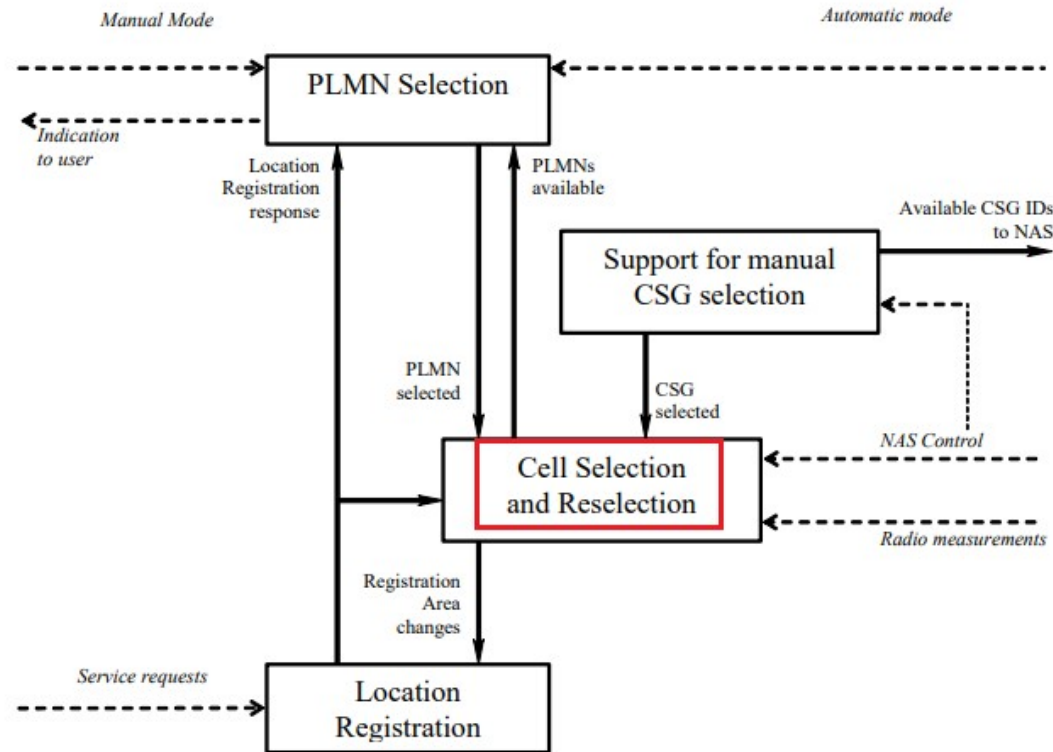 Manual Mode
Automatic mode
PLMN Selection
Indication
to user
Location
Registration
response
PLMNs
available
Available CSG IDs
to NAS
Support for manual
CSG selection
PLMN
selected
CSG
selected
NAS Control
Cell Selection
and Reselection
Radio measurements
Registration
Area
changes
Service requests
Location
Registration